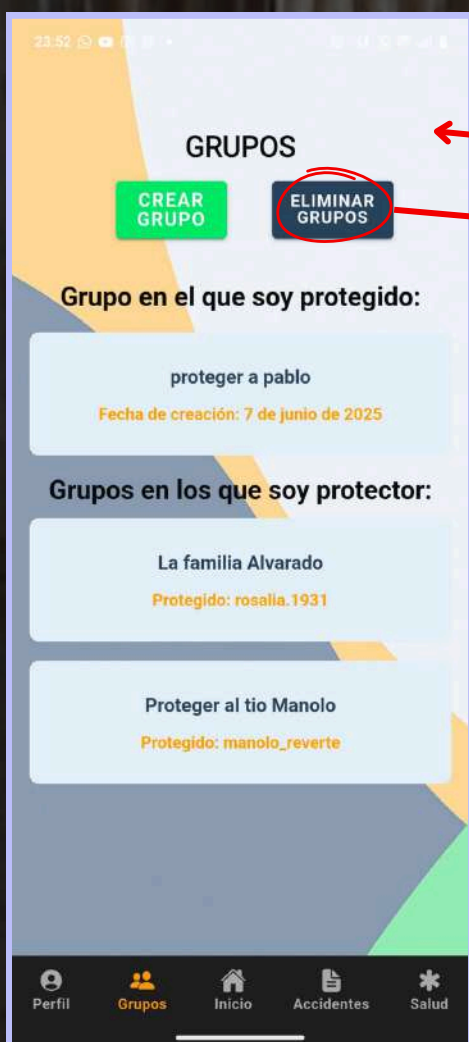 23:52
GRUPOS
CREAR
GRUPO
ELIMINAR
GRUPOS
Grupo en el que soy protegido:
proteger a pablo
Fecha de creación: 7 de junio de 2025
Grupos en los que soy protector:
La familia Alvarado
Protegido: rosalia.1931
Proteger al tio Manolo
Protegido: manolo_reverte
Perfil Grupos Inicio Accidentes Salud